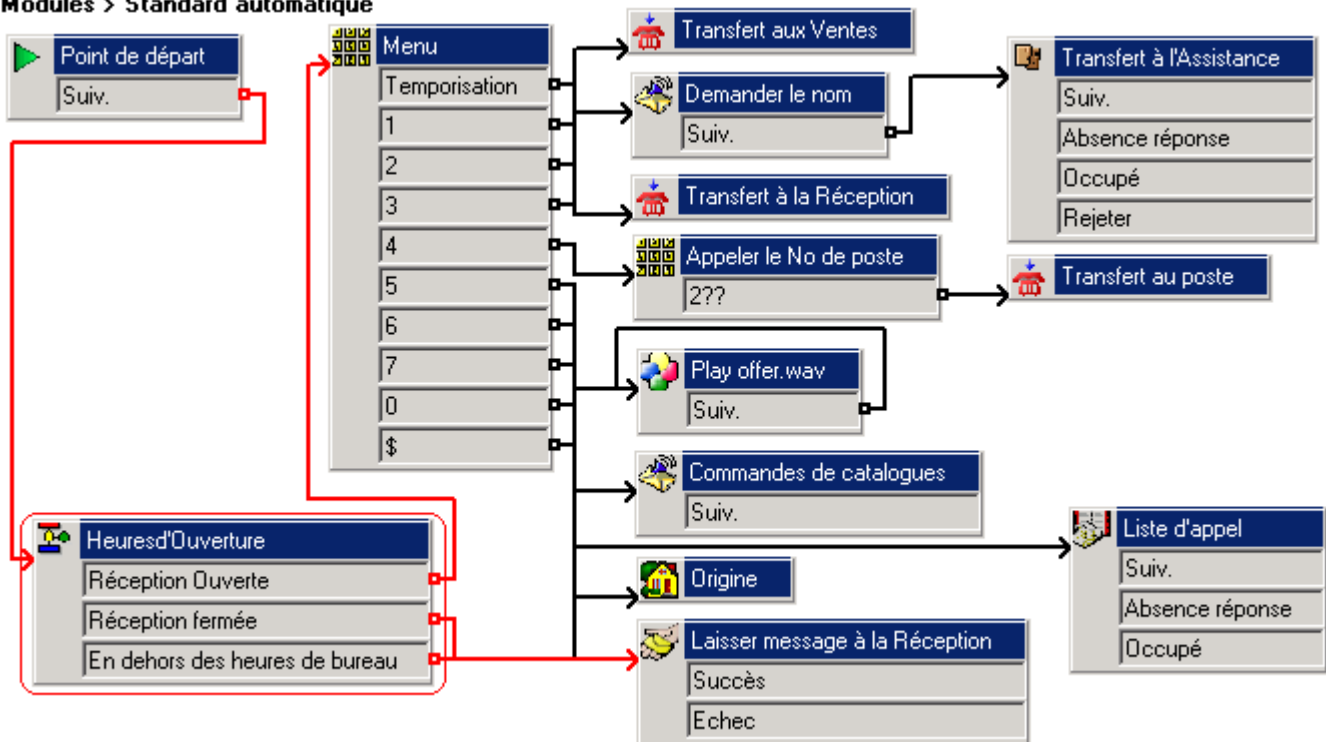 Modules > Standard automatique
Point de départ
Suiv.
Menu
Temporisation
1
2
3
4
5
6
7
0
$
Transfert aux Ventes
Demander le nom
Suiv.
Transfert à l'Assistance
Suiv.
Absence réponse
Occupé
Rejeter
Transfert à la Réception
Appeler le No de poste
2??
Transfert au poste
Play offer.wav
Suiv.
Commandes de catalogues
Suiv.
Heuresd'Ouverture
Réception Ouverte
Réception fermée
En dehors des heures de bureau
Liste d'appel
Suiv.
Absence réponse
Occupé
Origine
Laisser message à la Réception
Succès
Echec